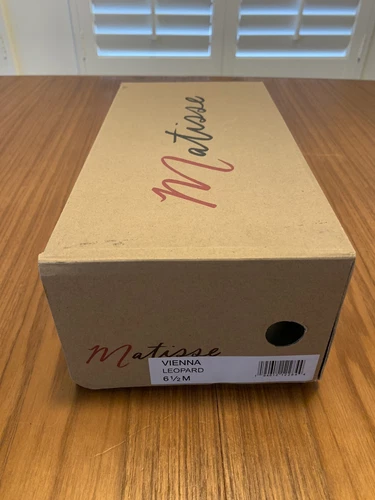 Matisse
Matisse
VIENNA
LEOPARD
6 ½ M